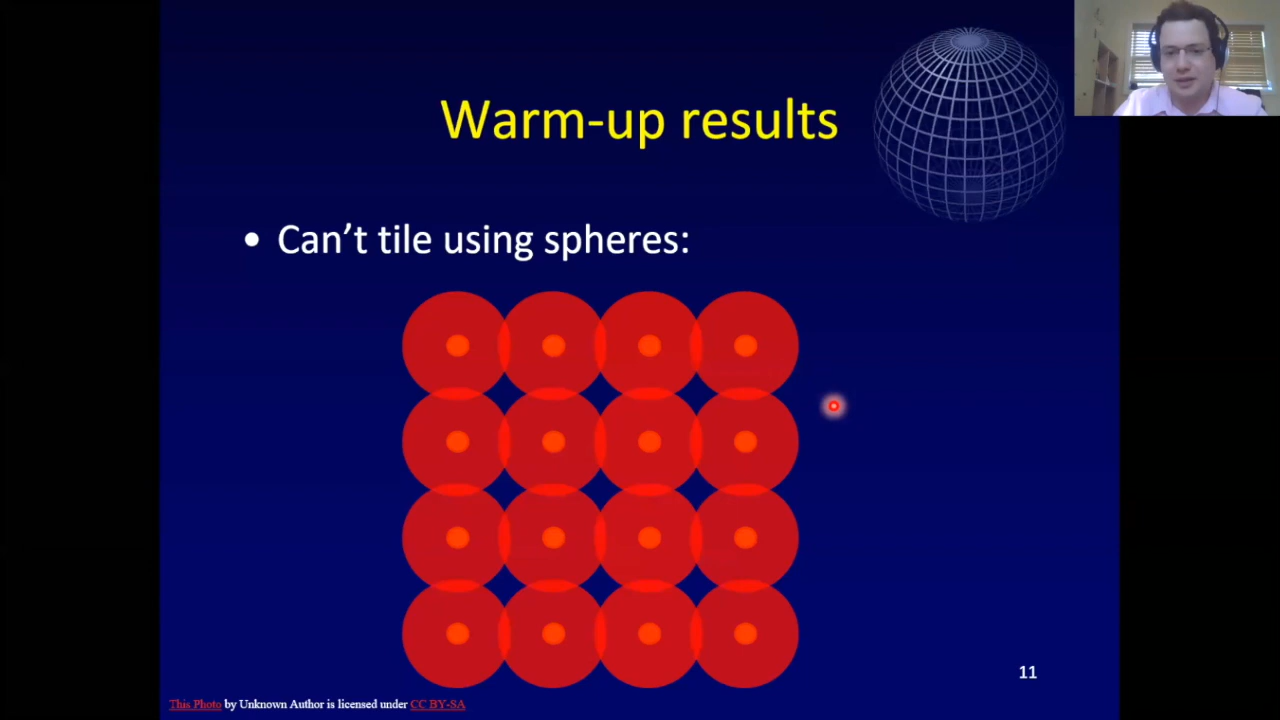 Warm-up results
• Can’t tile using spheres:
11
This Photo by Unknown Author is licensed under CC BY-SA